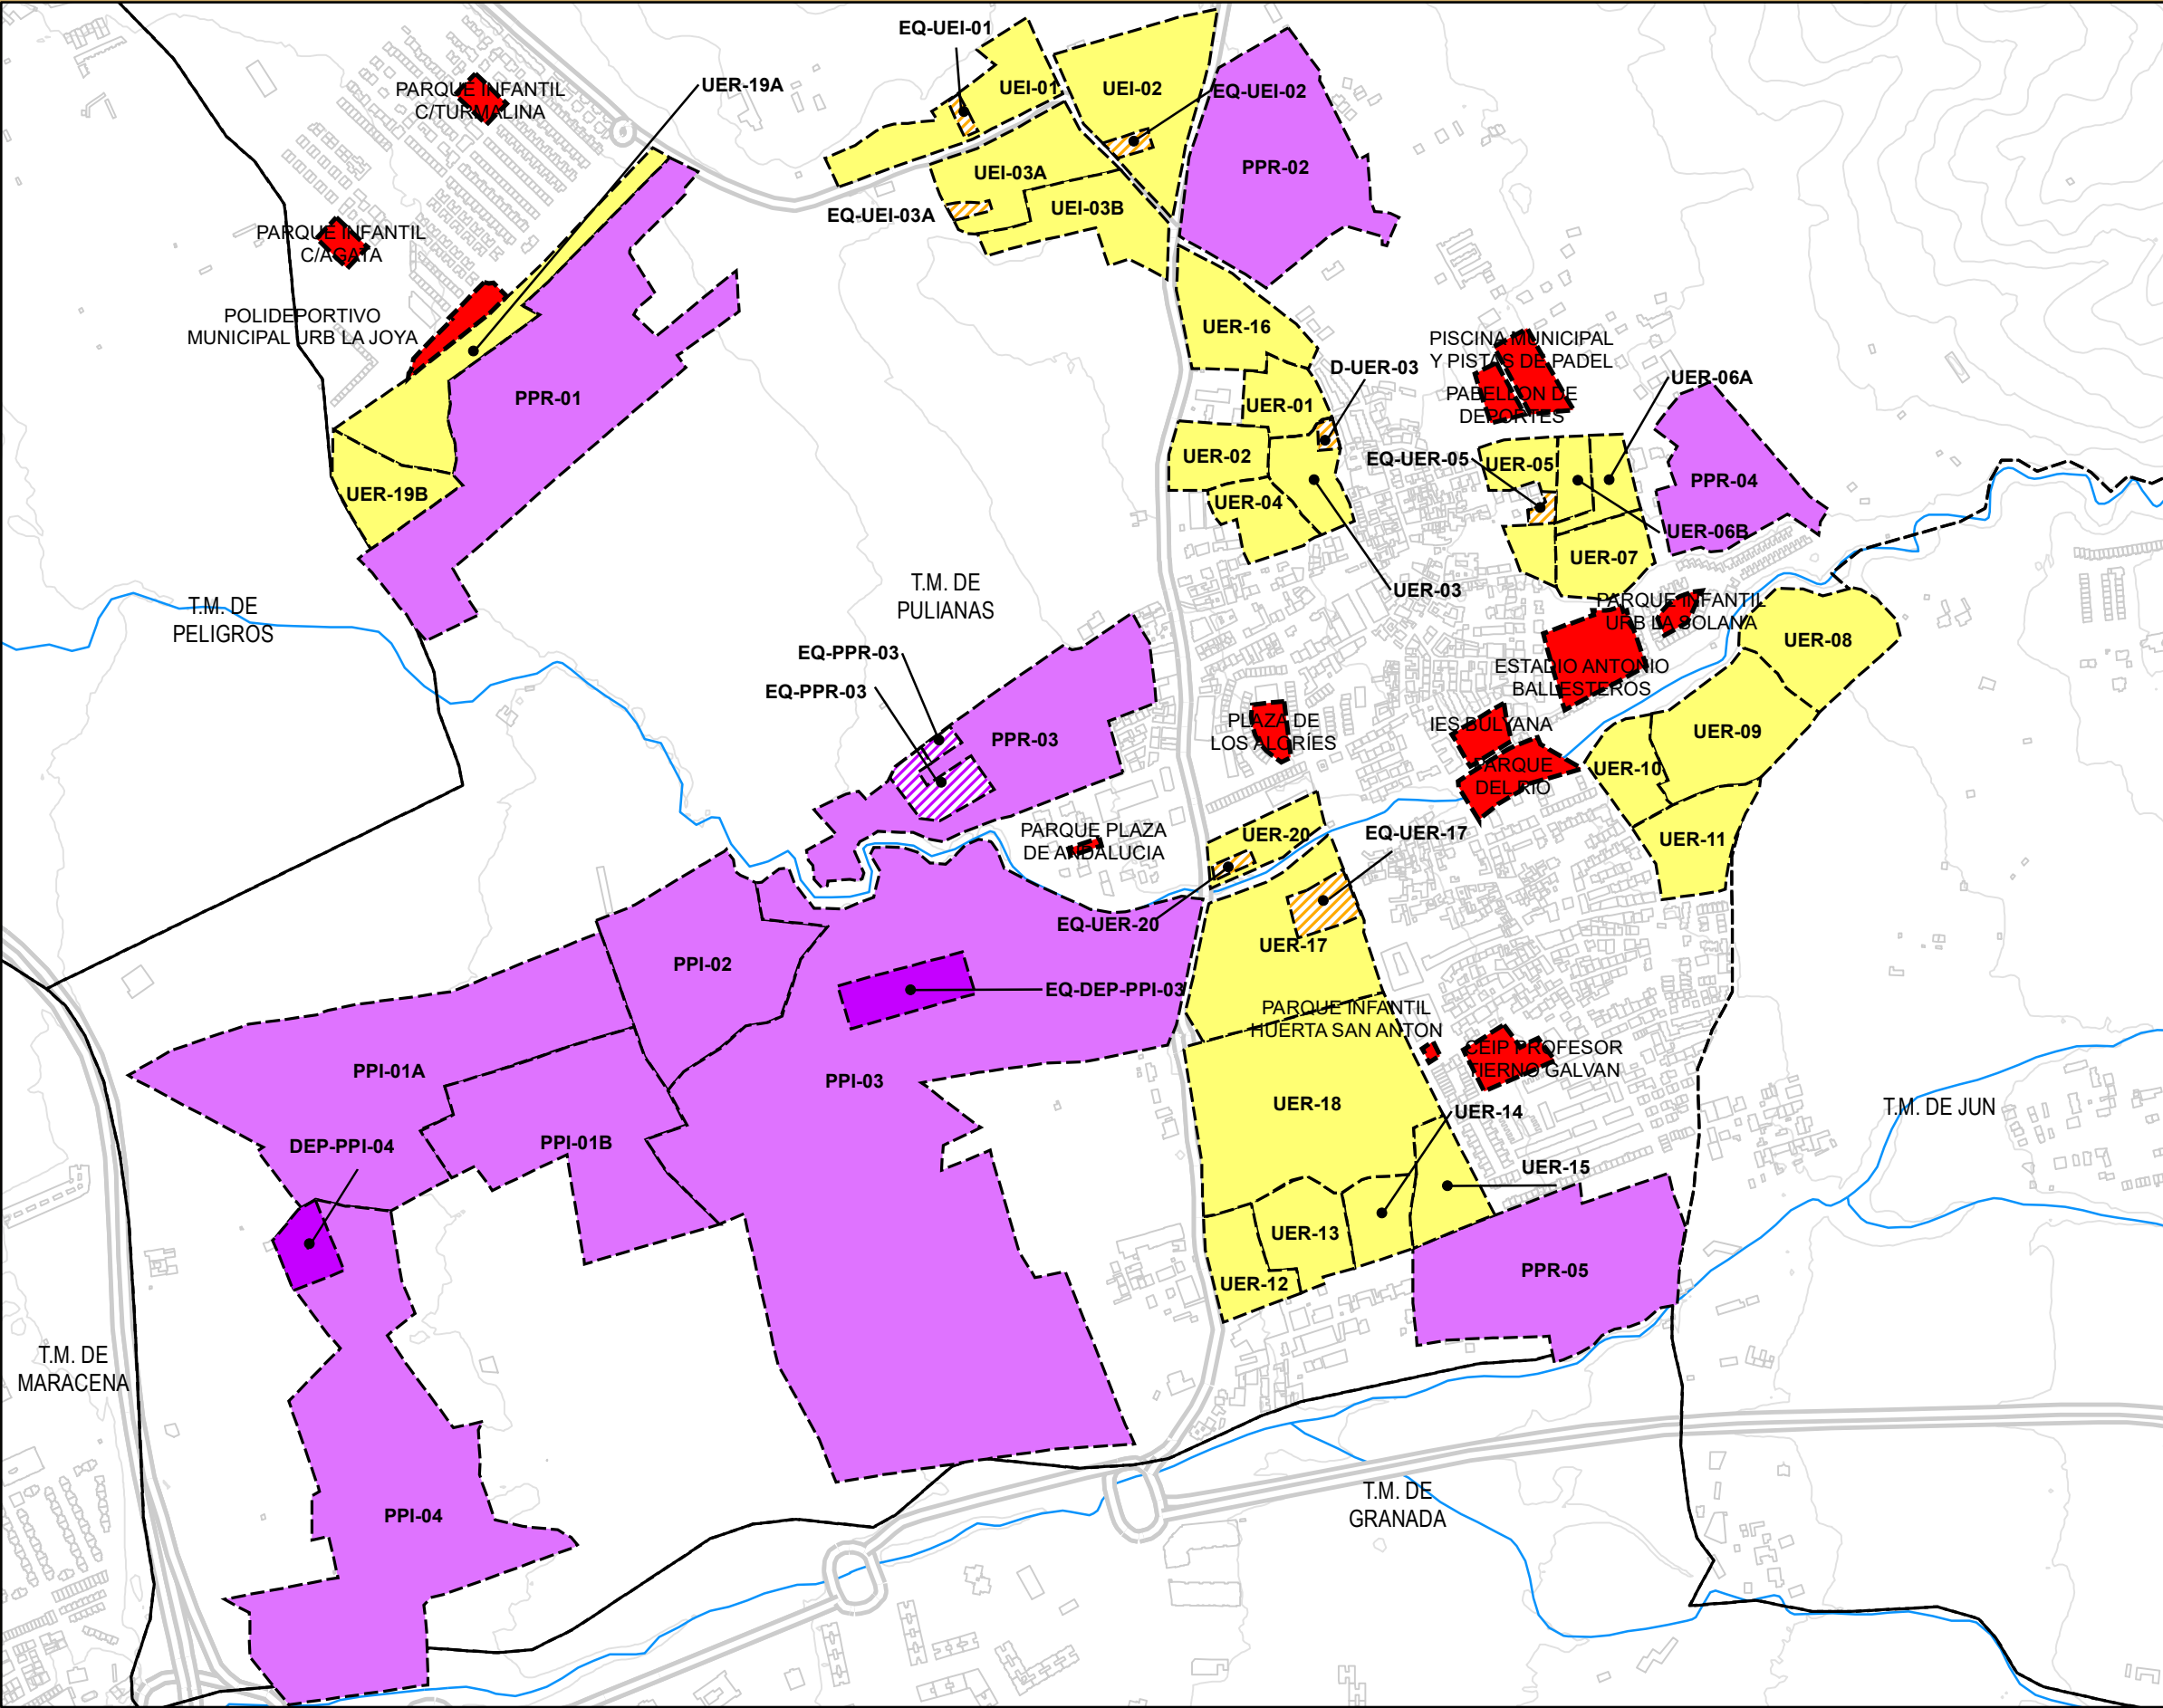 EQ-UEI-01
UER-19A
PARQUE INFANTIL
C/TURMALINA
UEI-01
UEI-02
EQ-UEI-02
PPR-02
UEI-03A
EQ-UEI-03A
UEI-03B
PARQUE INFANTIL
C/AGATA
POLIDEPORTIVO
MUNICIPAL URB LA JOYA
UER-16
PISCINA MUNICIPAL
Y PISTAS DE PADEL
D-UER-03
UER-06A
PABELLON DE
DEPORTES
PPR-01
UER-01
UER-02
EQ-UER-05
UER-05
PPR-04
UER-19B
UER-04
UER-06B
UER-07
UER-03
T.M. DE
PULIANAS
T.M. DE
PELIGROS
PARQUE INFANTIL
URB LA SOLANA
UER-08
EQ-PPR-03
EQ-PPR-03
ESTADIO ANTONIO
BALLESTEROS
PPR-03
PLAZA DE
LOS ALORÍES
IES BULYANA
UER-09
UER-10
PARQUE
DEL RIO
PARQUE PLAZA
DE ANDALUCIA
UER-20
EQ-UER-17
UER-11
EQ-UER-20
UER-17
PPI-02
EQ-DEP-PPI-03
PARQUE INFANTIL
HUERTA SAN ANTON
CEIP PROFESOR
TIERNO GALVAN
PPI-01A
PPI-03
UER-18
UER-14
T.M. DE JUN
DEP-PPI-04
PPI-01B
UER-15
UER-13
UER-12
PPR-05
T.M. DE
MARACENA
T.M. DE
GRANADA
PPI-04